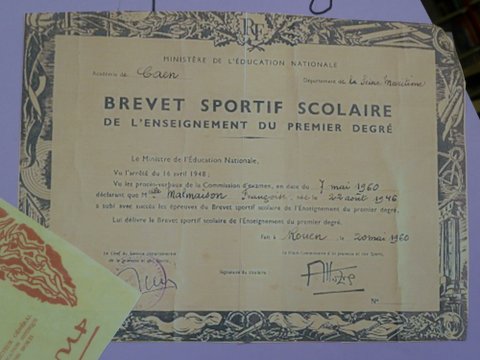 RF
MINISTÈRE DE L'ÉDUCATION NATIONALE
Académie de Caen Département de la Seine Maritime
BREVET SPORTIF SCOLAIRE
DE L'ENSEIGNEMENT DU PREMIER DEGRÉ
Le Ministre de l'Éducation Nationale,
Vu l'arrêté du 16 avril 1948 ;
Vu les procès-verbaux de la Commission d'examen, en date du 7 mai 1960
déclarant que Mlle Malmaison Françoise, née le 22 août 1946
a subi avec succès les épreuves du Brevet sportif scolaire de l'Enseignement du premier degré.
Lui délivre le Brevet sportif scolaire de l'Enseignement du premier degré.
Fait à Rouen le 20 mai 1960
Signature du titulaire :
N°